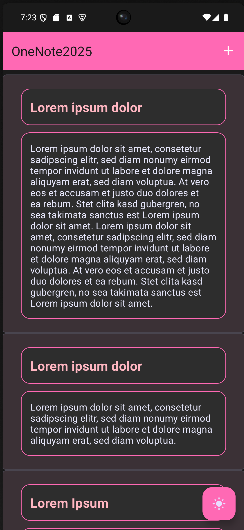 7:23
OneNote2025
Lorem ipsum dolor
Lorem ipsum dolor sit amet, consetetur
sadipscing elitr, sed diam nonumy eirmod
tempor invidunt ut labore et dolore magna
aliquyam erat, sed diam voluptua. At vero
eos et accusam et justo duo dolores et
ea rebum. Stet clita kasd gubergren, no
sea takimata sanctus est Lorem ipsum
dolor sit amet. Lorem ipsum dolor sit
amet, consetetur sadipscing elitr, sed
diam nonumy eirmod tempor invidunt ut
labore et dolore magna aliquyam erat, sed
diam voluptua. At vero eos et accusam et justo
duo dolores et ea rebum. Stet clita kasd
gubergren, no sea takimata sanctus est
Lorem ipsum dolor sit amet.
Lorem ipsum dolor
Lorem ipsum dolor sit amet, consetetur
sadipscing elitr, sed diam nonumy eirmod
tempor invidunt ut labore et dolore magna
aliquyam erat, sed diam voluptua.
Lorem Ipsum